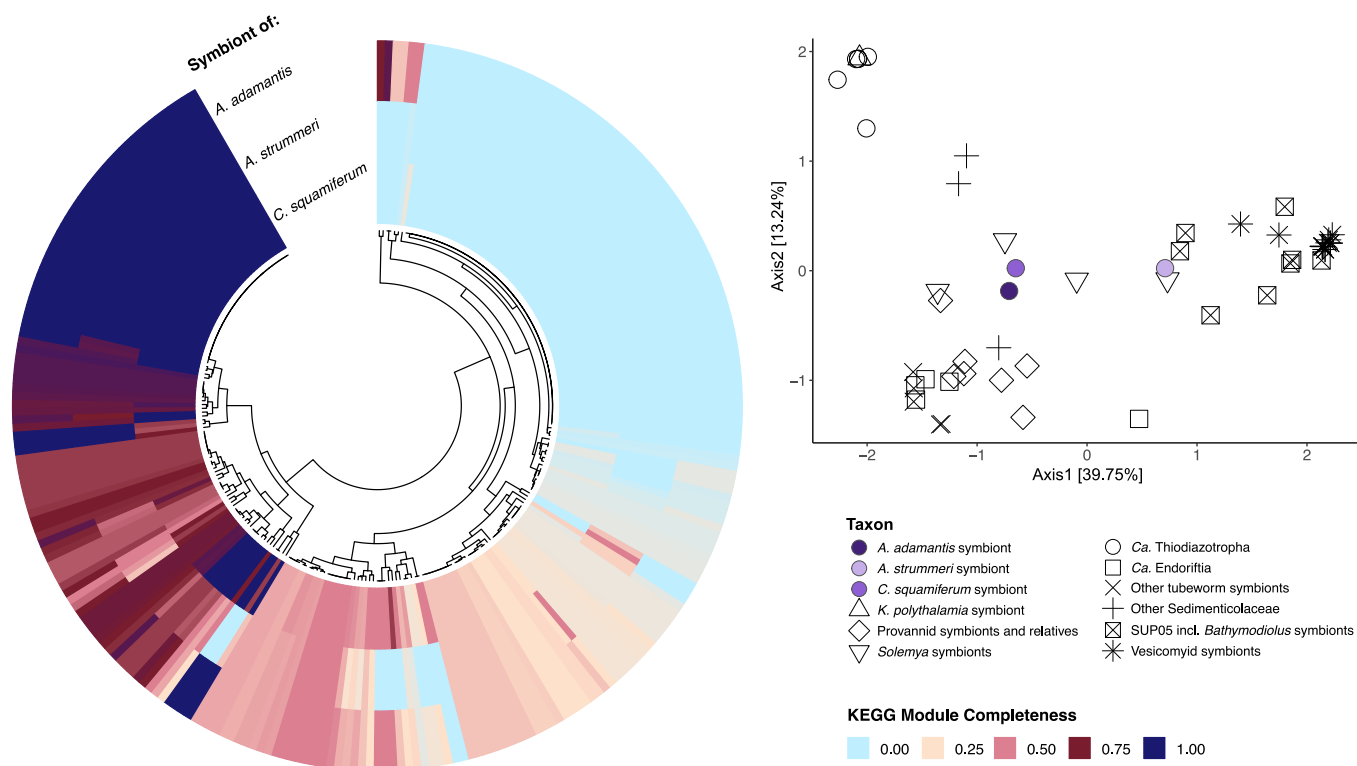 Symbiont of:
A. adamantis
A. strummeri
C. squamiferum
2
1
0
−1
Axis2 [13.24%]
−2
−1
0
1
2
Axis1 [39.75%]
Taxon
A. adamantis symbiont
A. strummeri symbiont
C. squamiferum symbiont
K. polythalamia symbiont
Provannid symbionts and relatives
Solemya symbionts
Ca. Thiodiazotropha
Ca. Endoriftia
Other tubeworm symbionts
Other Sedimenticolaceae
SUP05 incl. Bathymodiolus symbionts
Vesicomyid symbionts
KEGG Module Completeness
0.00 0.25 0.50 0.75 1.00